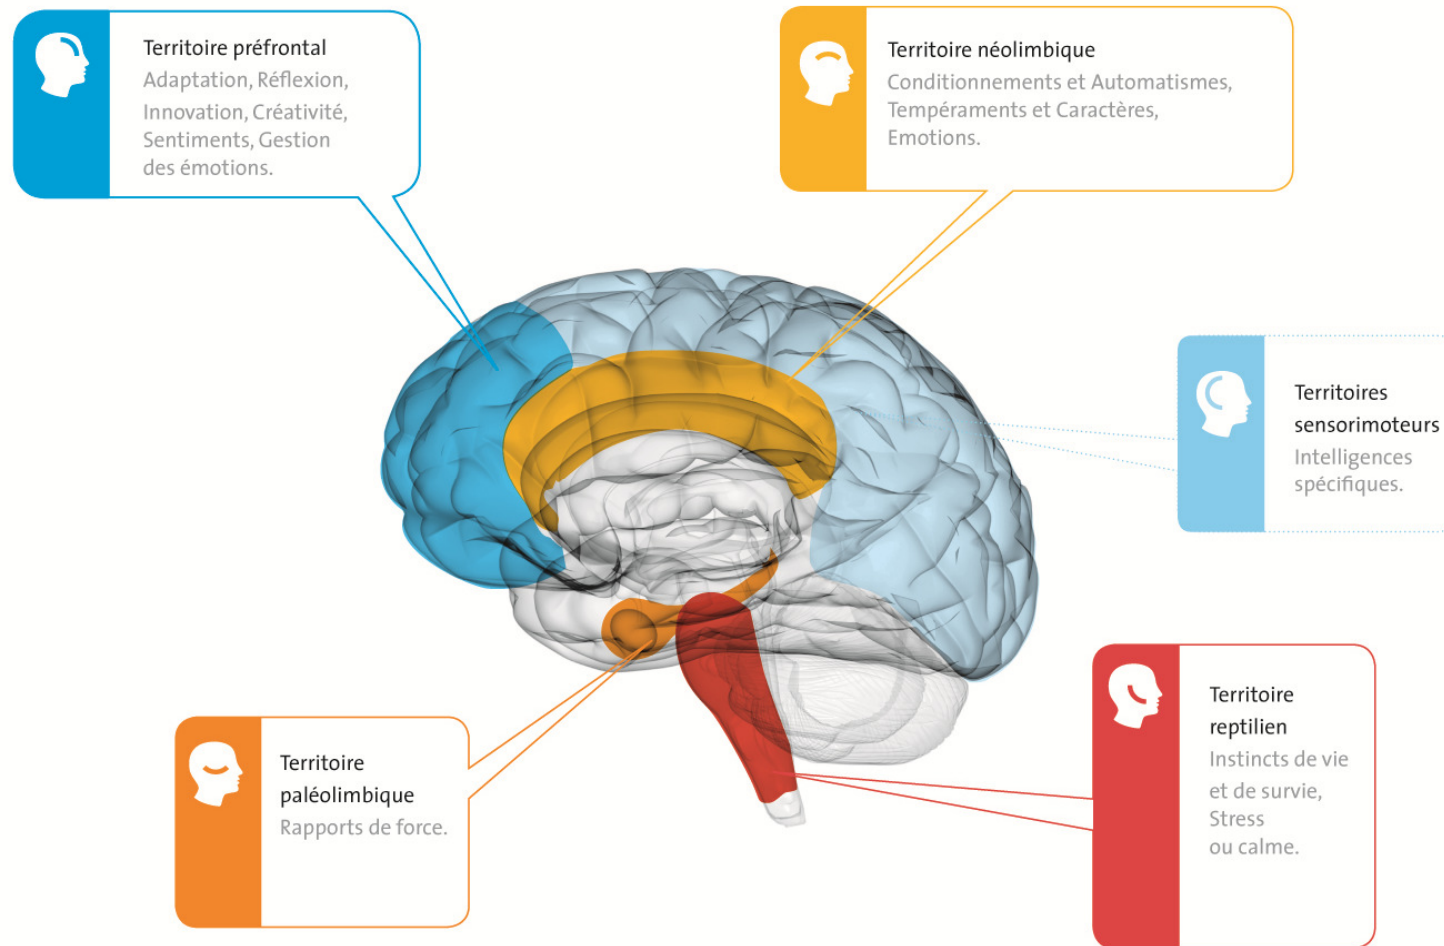 Territoire préfrontal
Adaptation, Réflexion,
Innovation, Créativité,
Sentiments, Gestion
des émotions.
Territoire néolimbique
Conditionnements et Automatismes,
Tempéraments et Caractères,
Emotions.
Territoires
sensorimoteurs
Intelligences
spécifiques.
Territoire
paléolimbique
Rapports de force.
Territoire
reptilien
Instincts de vie
et de survie,
Stress
ou calme.